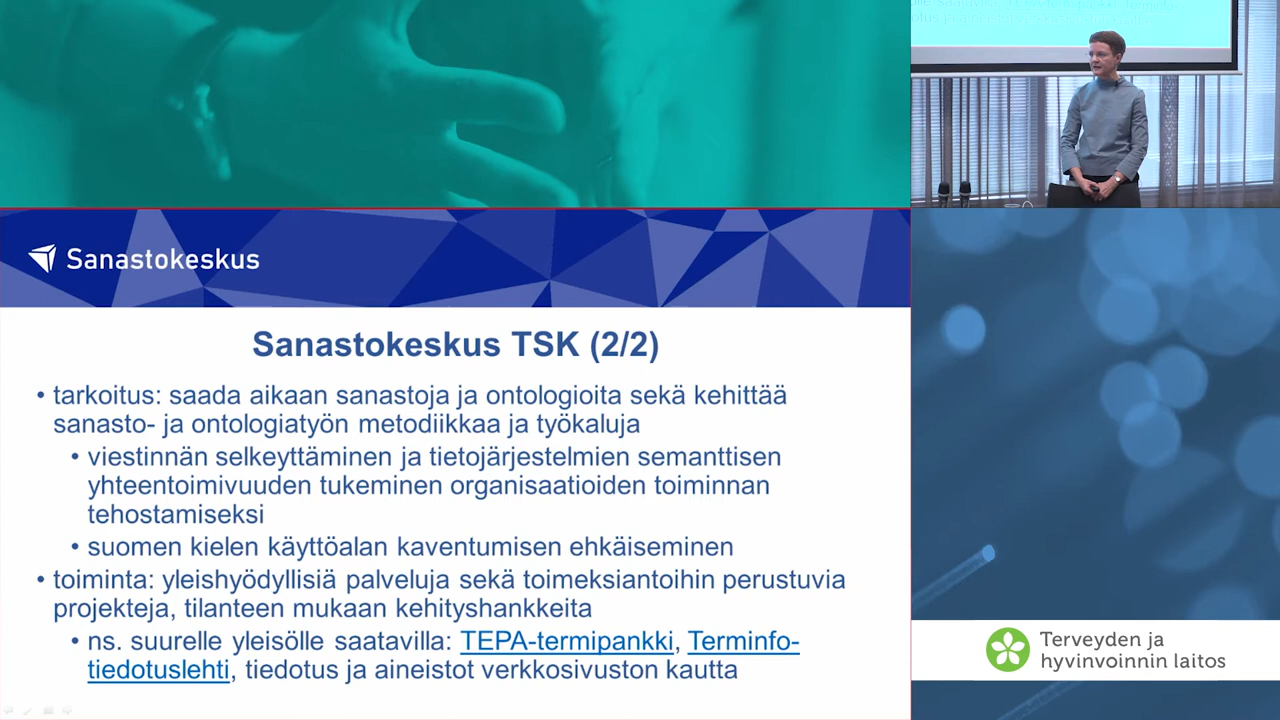 Sanastokeskus
Sanastokeskus TSK (2/2)
• tarkoitus: saada aikaan sanastoja ja ontologioita sekä kehittää
sanasto- ja ontologiatyön metodiikkaa ja työkaluja
• viestinnän selkeyttäminen ja tietojärjestelmien semanttisen
yhteentoimivuuden tukeminen organisaatioiden toiminnan
tehostamiseksi
• suomen kielen käyttöalan kaventumisen ehkäiseminen
• toiminta: yleishyödyllisiä palveluja sekä toimeksiantoihin perustuvia
projekteja, tilanteen mukaan kehityshankkeita
• ns. suurelle yleisölle saatavilla: TEPA-termipankki, Terminfo-
tiedotuslehti, tiedotus ja aineistot verkkosivuston kautta
Terveyden ja
hyvinvoinnin laitos